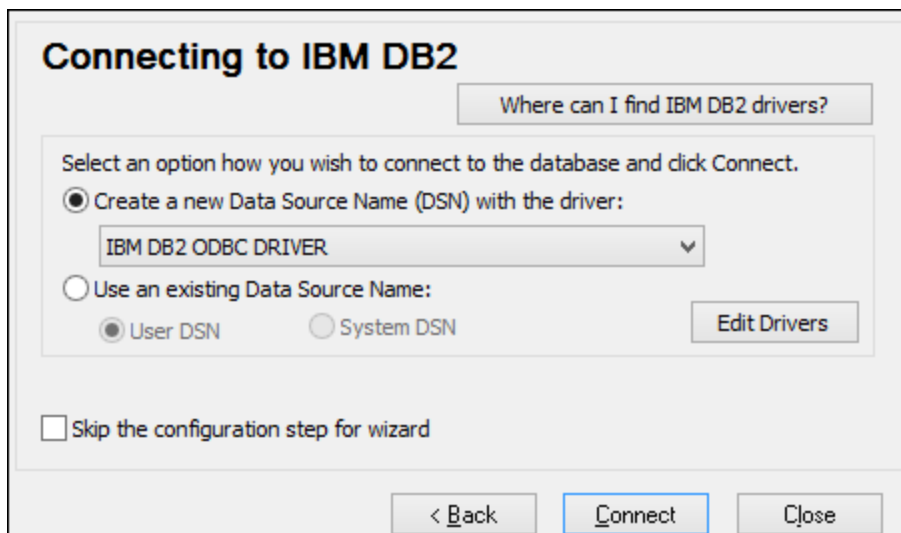 Connecting to IBM DB2
Where can I find IBM DB2 drivers?
Select an option how you wish to connect to the database and click Connect.
Create a new Data Source Name (DSN) with the driver:
IBM DB2 ODBC DRIVER
Use an existing Data Source Name:
User DSN System DSN Edit Drivers
Skip the configuration step for wizard
< Back Connect Close